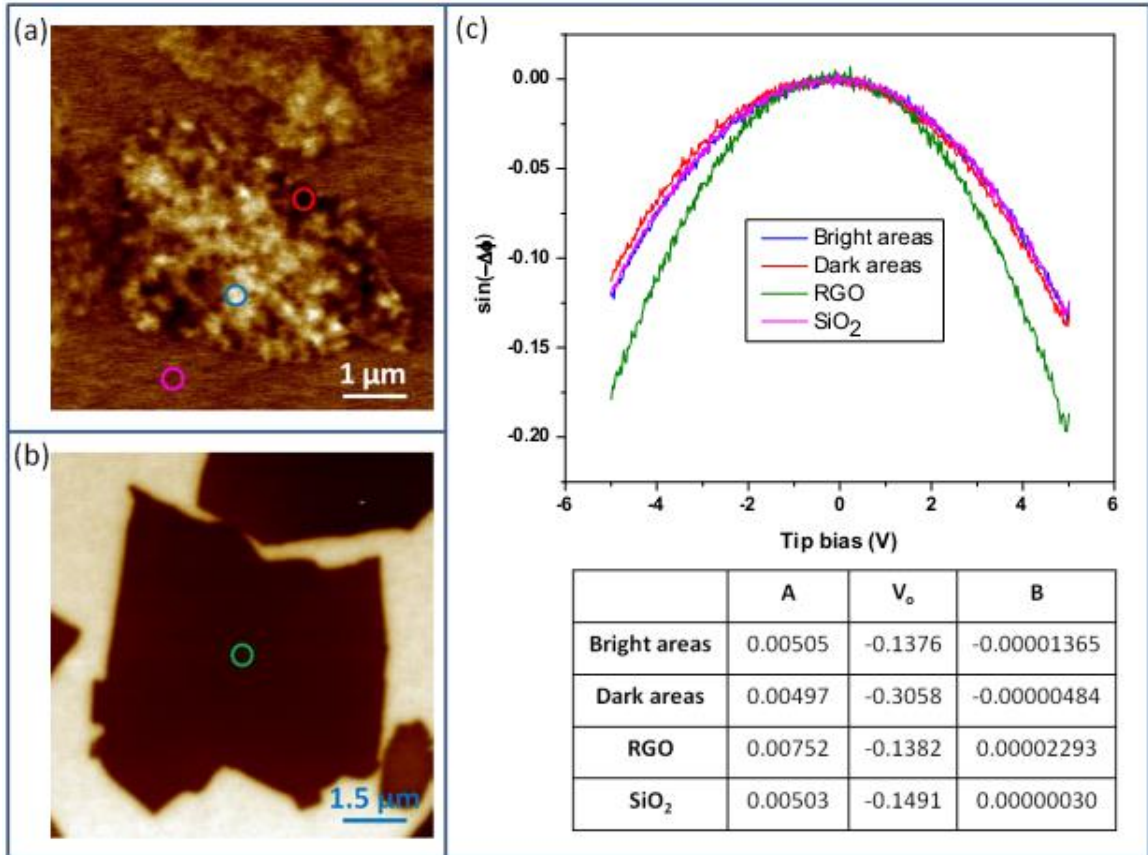 (a)
1 µm
(b)
1.5 µm
(c)
0.00
-0.05
-0.10
-0.15
-0.20
sin(−Δϕ)
Bright areas
Dark areas
RGO
SiO₂
-6 -4 -2 0 2 4 6
Tip bias (V)
A V₀ B
Bright areas 0.00505 -0.1376 -0.00001365
Dark areas 0.00497 -0.3058 -0.00000484
RGO 0.00752 -0.1382 0.00002293
SiO₂ 0.00503 -0.1491 0.00000030